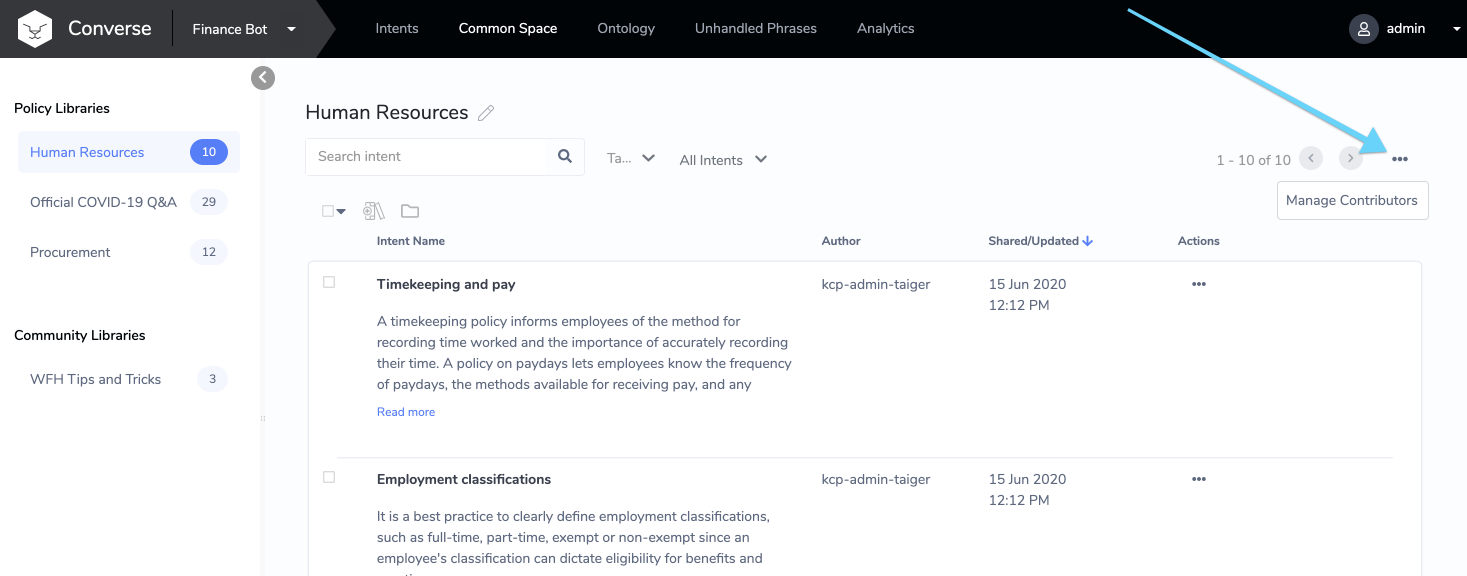 Converse
Finance Bot
Intents
Common Space
Ontology
Unhandled Phrases
Analytics
admin
Policy Libraries
Human Resources 10
Official COVID-19 Q&A 29
Procurement 12
Community Libraries
WFH Tips and Tricks 3
Human Resources
Search intent
Ta...
All Intents
1 - 10 of 10
Manage Contributors
Intent Name
Author
Shared/Updated
Actions
Timekeeping and pay
kcp-admin-taiger
15 Jun 2020
12:12 PM
A timekeeping policy informs employees of the method for
recording time worked and the importance of accurately recording
their time. A policy on paydays lets employees know the frequency
of paydays, the methods available for receiving pay, and any
Read more
Employment classifications
kcp-admin-taiger
15 Jun 2020
12:12 PM
It is a best practice to clearly define employment classifications,
such as full-time, part-time, exempt or non-exempt since an
employee's classification can dictate eligibility for benefits and